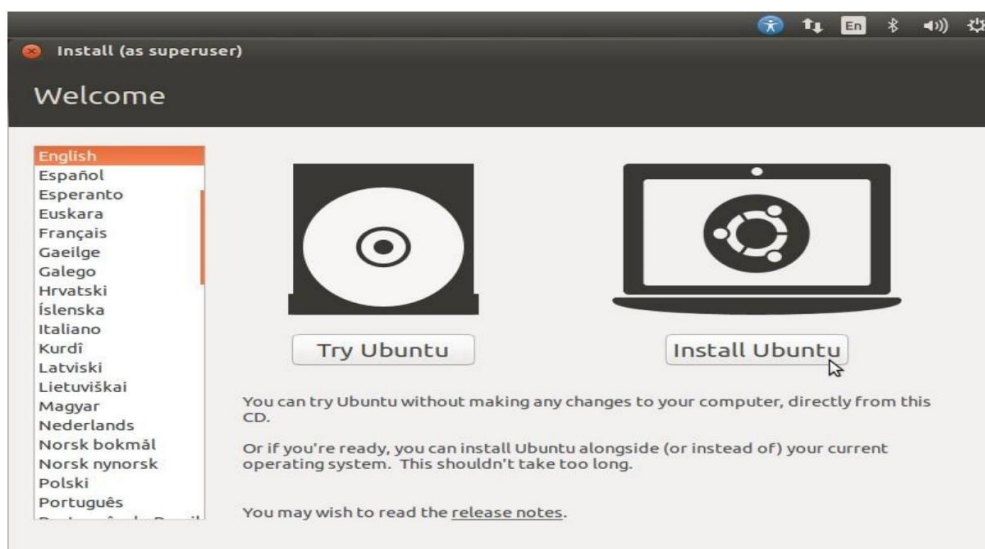 En
Install (as superuser)
Welcome
English
Español
Esperanto
Euskara
Français
Gaeilge
Galego
Hrvatski
Íslenska
Italiano
Kurdî
Latviski
Lietuviškai
Magyar
Nederlands
Norsk bokmål
Norsk nynorsk
Polski
Português
Try Ubuntu
Install Ubuntu
You can try Ubuntu without making any changes to your computer, directly from this
CD.
Or if you're ready, you can install Ubuntu alongside (or instead of) your current
operating system. This shouldn't take too long.
You may wish to read the release notes.